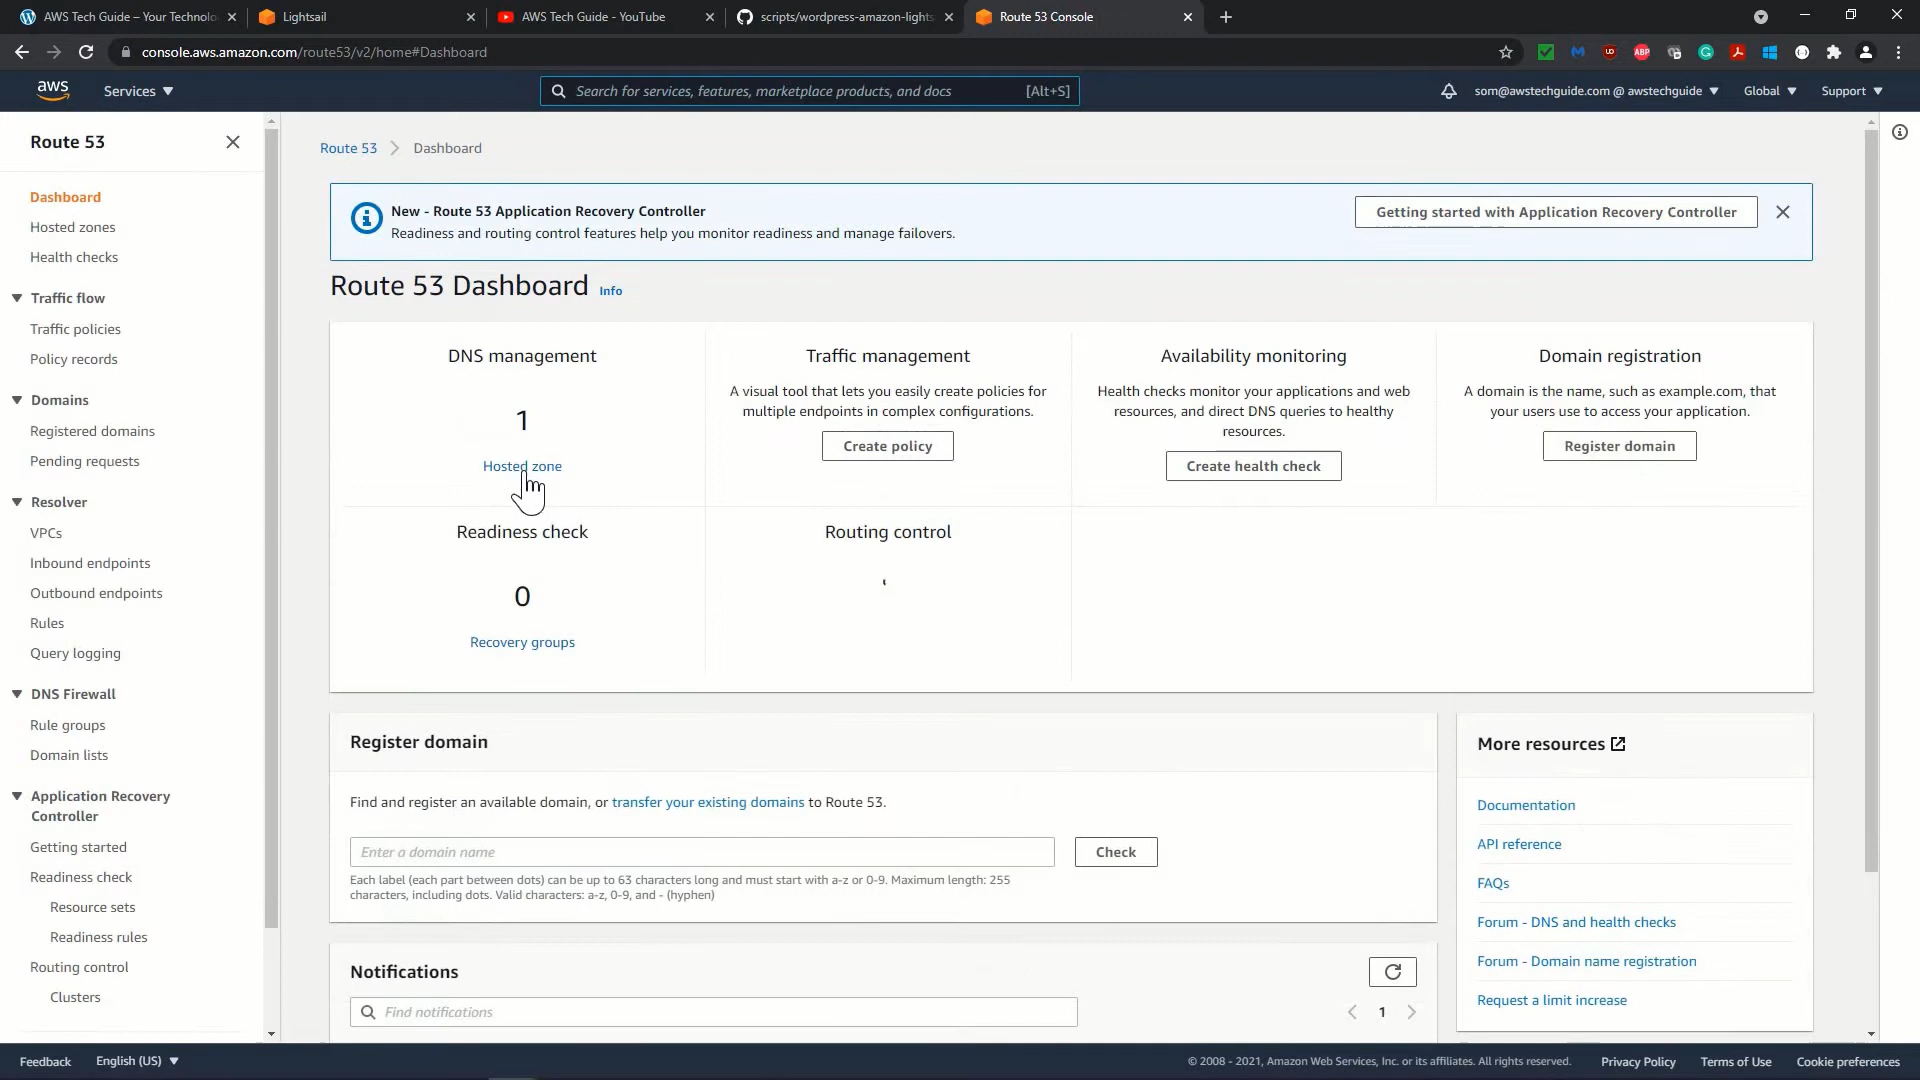 AWS Tech Guide – Your Technolo
Lightsail
AWS Tech Guide - YouTube
scripts/wordpress-amazon-lights
Route 53 Console
console.aws.amazon.com/route53/v2/home#Dashboard
aws
Services
Search for services, features, marketplace products, and docs [Alt+S]
som@awstechguide.com @ awstechguide
Global
Support
Route 53
Dashboard
Hosted zones
Health checks
Traffic flow
Traffic policies
Policy records
Domains
Registered domains
Pending requests
Resolver
VPCs
Inbound endpoints
Outbound endpoints
Rules
Query logging
DNS Firewall
Rule groups
Domain lists
Application Recovery
Controller
Getting started
Readiness check
Resource sets
Readiness rules
Routing control
Clusters
Route 53 > Dashboard
New - Route 53 Application Recovery Controller
Readiness and routing control features help you monitor readiness and manage failovers.
Getting started with Application Recovery Controller
Route 53 Dashboard Info
DNS management
1
Hosted zone
Traffic management
A visual tool that lets you easily create policies for
multiple endpoints in complex configurations.
Create policy
Availability monitoring
Health checks monitor your applications and web
resources, and direct DNS queries to healthy
resources.
Create health check
Domain registration
A domain is the name, such as example.com, that
your users use to access your application.
Register domain
Readiness check
0
Recovery groups
Routing control
Register domain
Find and register an available domain, or transfer your existing domains to Route 53.
Enter a domain name
Check
Each label (each part between dots) can be up to 63 characters long and must start with a-z or 0-9. Maximum length: 255
characters, including dots. Valid characters: a-z, 0-9, and - (hyphen)
Notifications
Find notifications
1
More resources
Documentation
API reference
FAQs
Forum - DNS and health checks
Forum - Domain name registration
Request a limit increase
Feedback
English (US)
© 2008 - 2021, Amazon Web Services, Inc. or its affiliates. All rights reserved.
Privacy Policy
Terms of Use
Cookie preferences